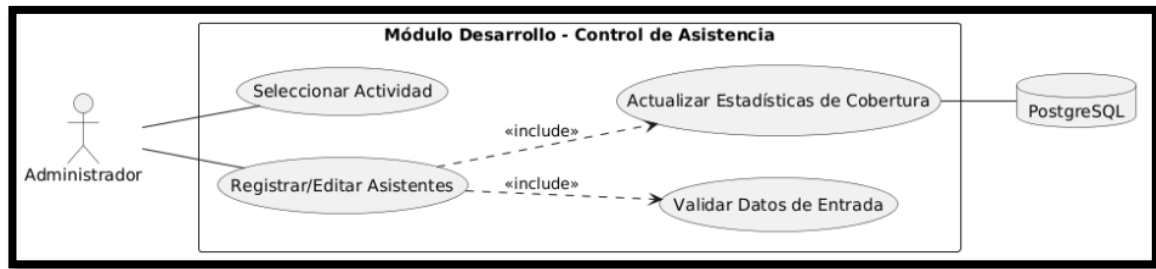 Módulo Desarrollo - Control de Asistencia
Seleccionar Actividad
Actualizar Estadísticas de Cobertura
PostgreSQL
«include»
Administrador
Registrar/Editar Asistentes
«include»
Validar Datos de Entrada